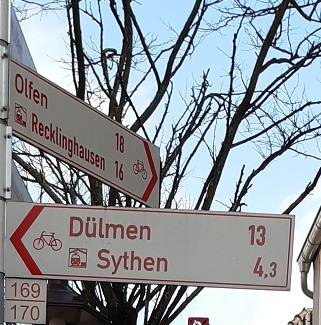 Olfen 18
Recklinghausen 16
Dülmen 13
Sythen 4,3
169
170